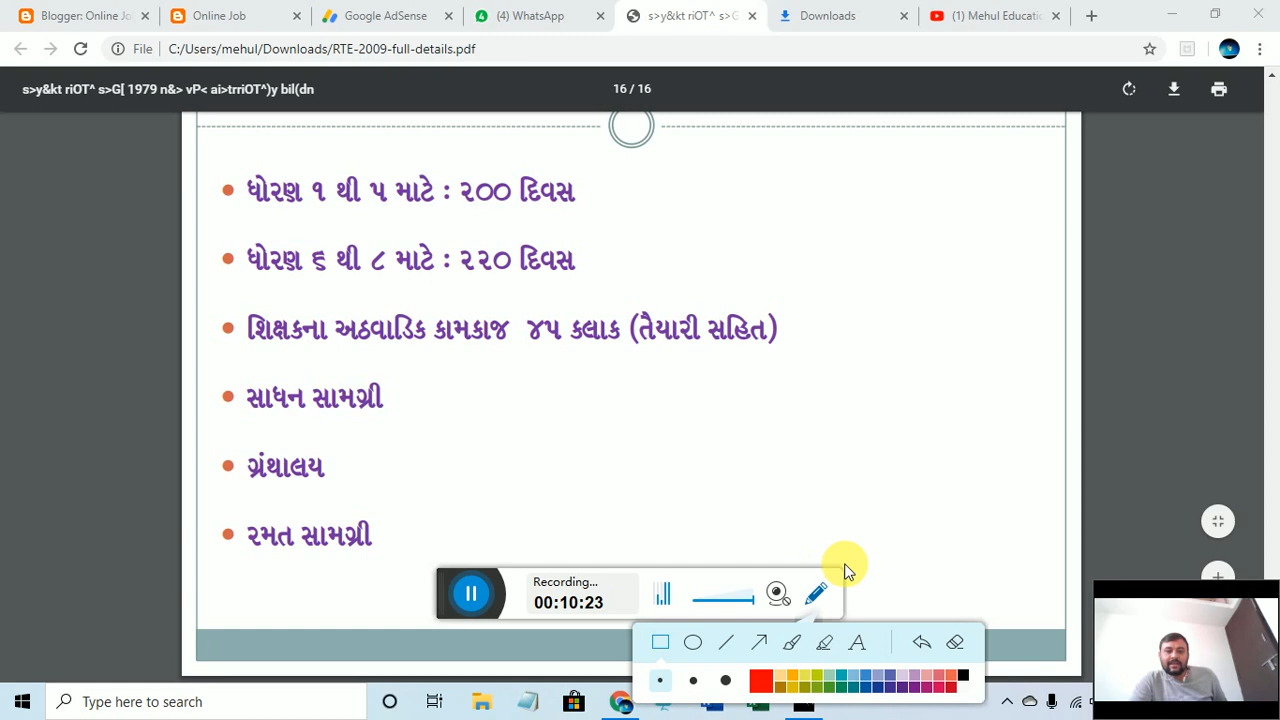 Blogger: Online Jo
Online Job
Google AdSense
(4) WhatsApp
s>y&kt riOT^ s>G
Downloads
(1) Mehul Educati
File
C:/Users/mehul/Downloads/RTE-2009-full-details.pdf
s>y&kt riOT^ s>G[ 1979 n&> vP< ai>trriOT^)y bil(dn
16 / 16
ધોરણ ૧ થી ૫ માટે : ૨૦૦ દિવસ
ધોરણ ૬ થી ૮ માટે : ૨૨૦ દિવસ
શિક્ષકના અઠવાડિક કામકાજ ૪૫ કલાક (તૈયારી સહિત)
સાધન સામગ્રી
ગ્રંથાલય
રમત સામગ્રી
Recording...
00:10:23
Type here to search